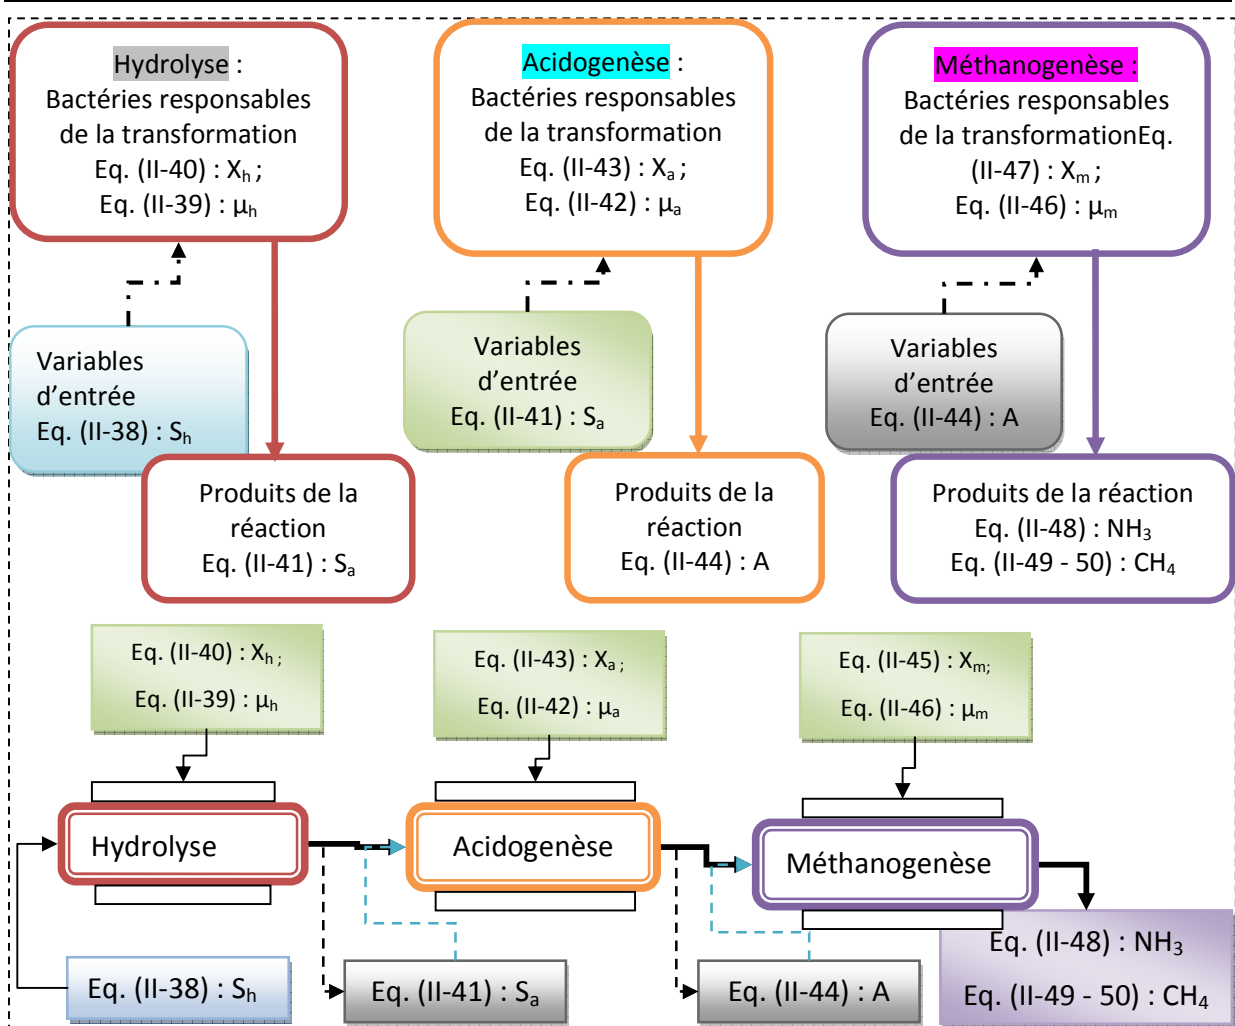 Hydrolyse :
Bactéries responsables
de la transformation
Eq. (II-40) : Xₕ ;
Eq. (II-39) : µₕ
Acidogenèse :
Bactéries responsables
de la transformation
Eq. (II-43) : Xₐ ;
Eq. (II-42) : µₐ
Méthanogenèse :
Bactéries responsables
de la transformationEq.
(II-47) : Xₘ ;
Eq. (II-46) : µₘ
Variables
d’entrée
Eq. (II-38) : Sₕ
Variables
d’entrée
Eq. (II-41) : Sₐ
Variables
d’entrée
Eq. (II-44) : A
Produits de la
réaction
Eq. (II-41) : Sₐ
Produits de la
réaction
Eq. (II-44) : A
Produits de la réaction
Eq. (II-48) : NH₃
Eq. (II-49 - 50) : CH₄
Eq. (II-40) : Xₕ ;
Eq. (II-39) : µₕ
Eq. (II-43) : Xₐ ;
Eq. (II-42) : µₐ
Eq. (II-45) : Xₘ;
Eq. (II-46) : µₘ
Hydrolyse
Acidogenèse
Méthanogenèse
Eq. (II-38) : Sₕ
Eq. (II-41) : Sₐ
Eq. (II-44) : A
Eq. (II-48) : NH₃
Eq. (II-49 - 50) : CH₄